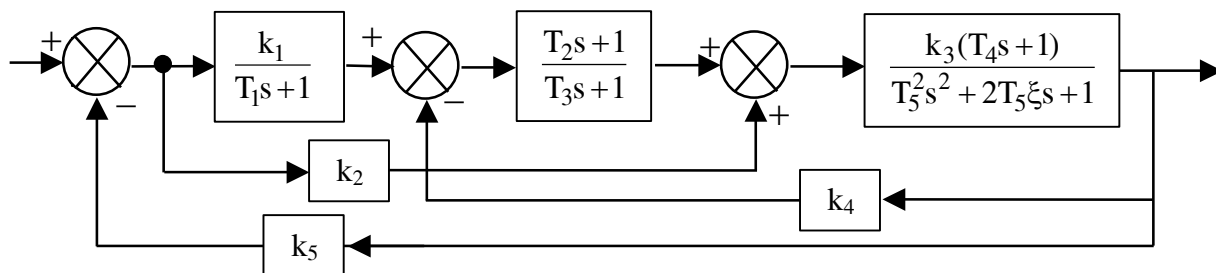 +
k₁
T₁s+1
+
T₂s+1
T₃s+1
+
k₃(T₄s+1)
T₅²s²+2T₅ξs+1
−
−
+
k₂
k₄
k₅